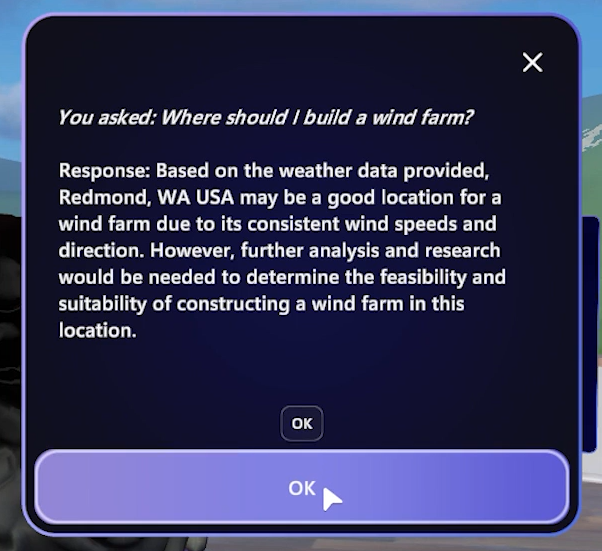 You asked: Where should I build a wind farm?
Response: Based on the weather data provided,
Redmond, WA USA may be a good location for a
wind farm due to its consistent wind speeds and
direction. However, further analysis and research
would be needed to determine the feasibility and
suitability of constructing a wind farm in this
location.
OK
OK